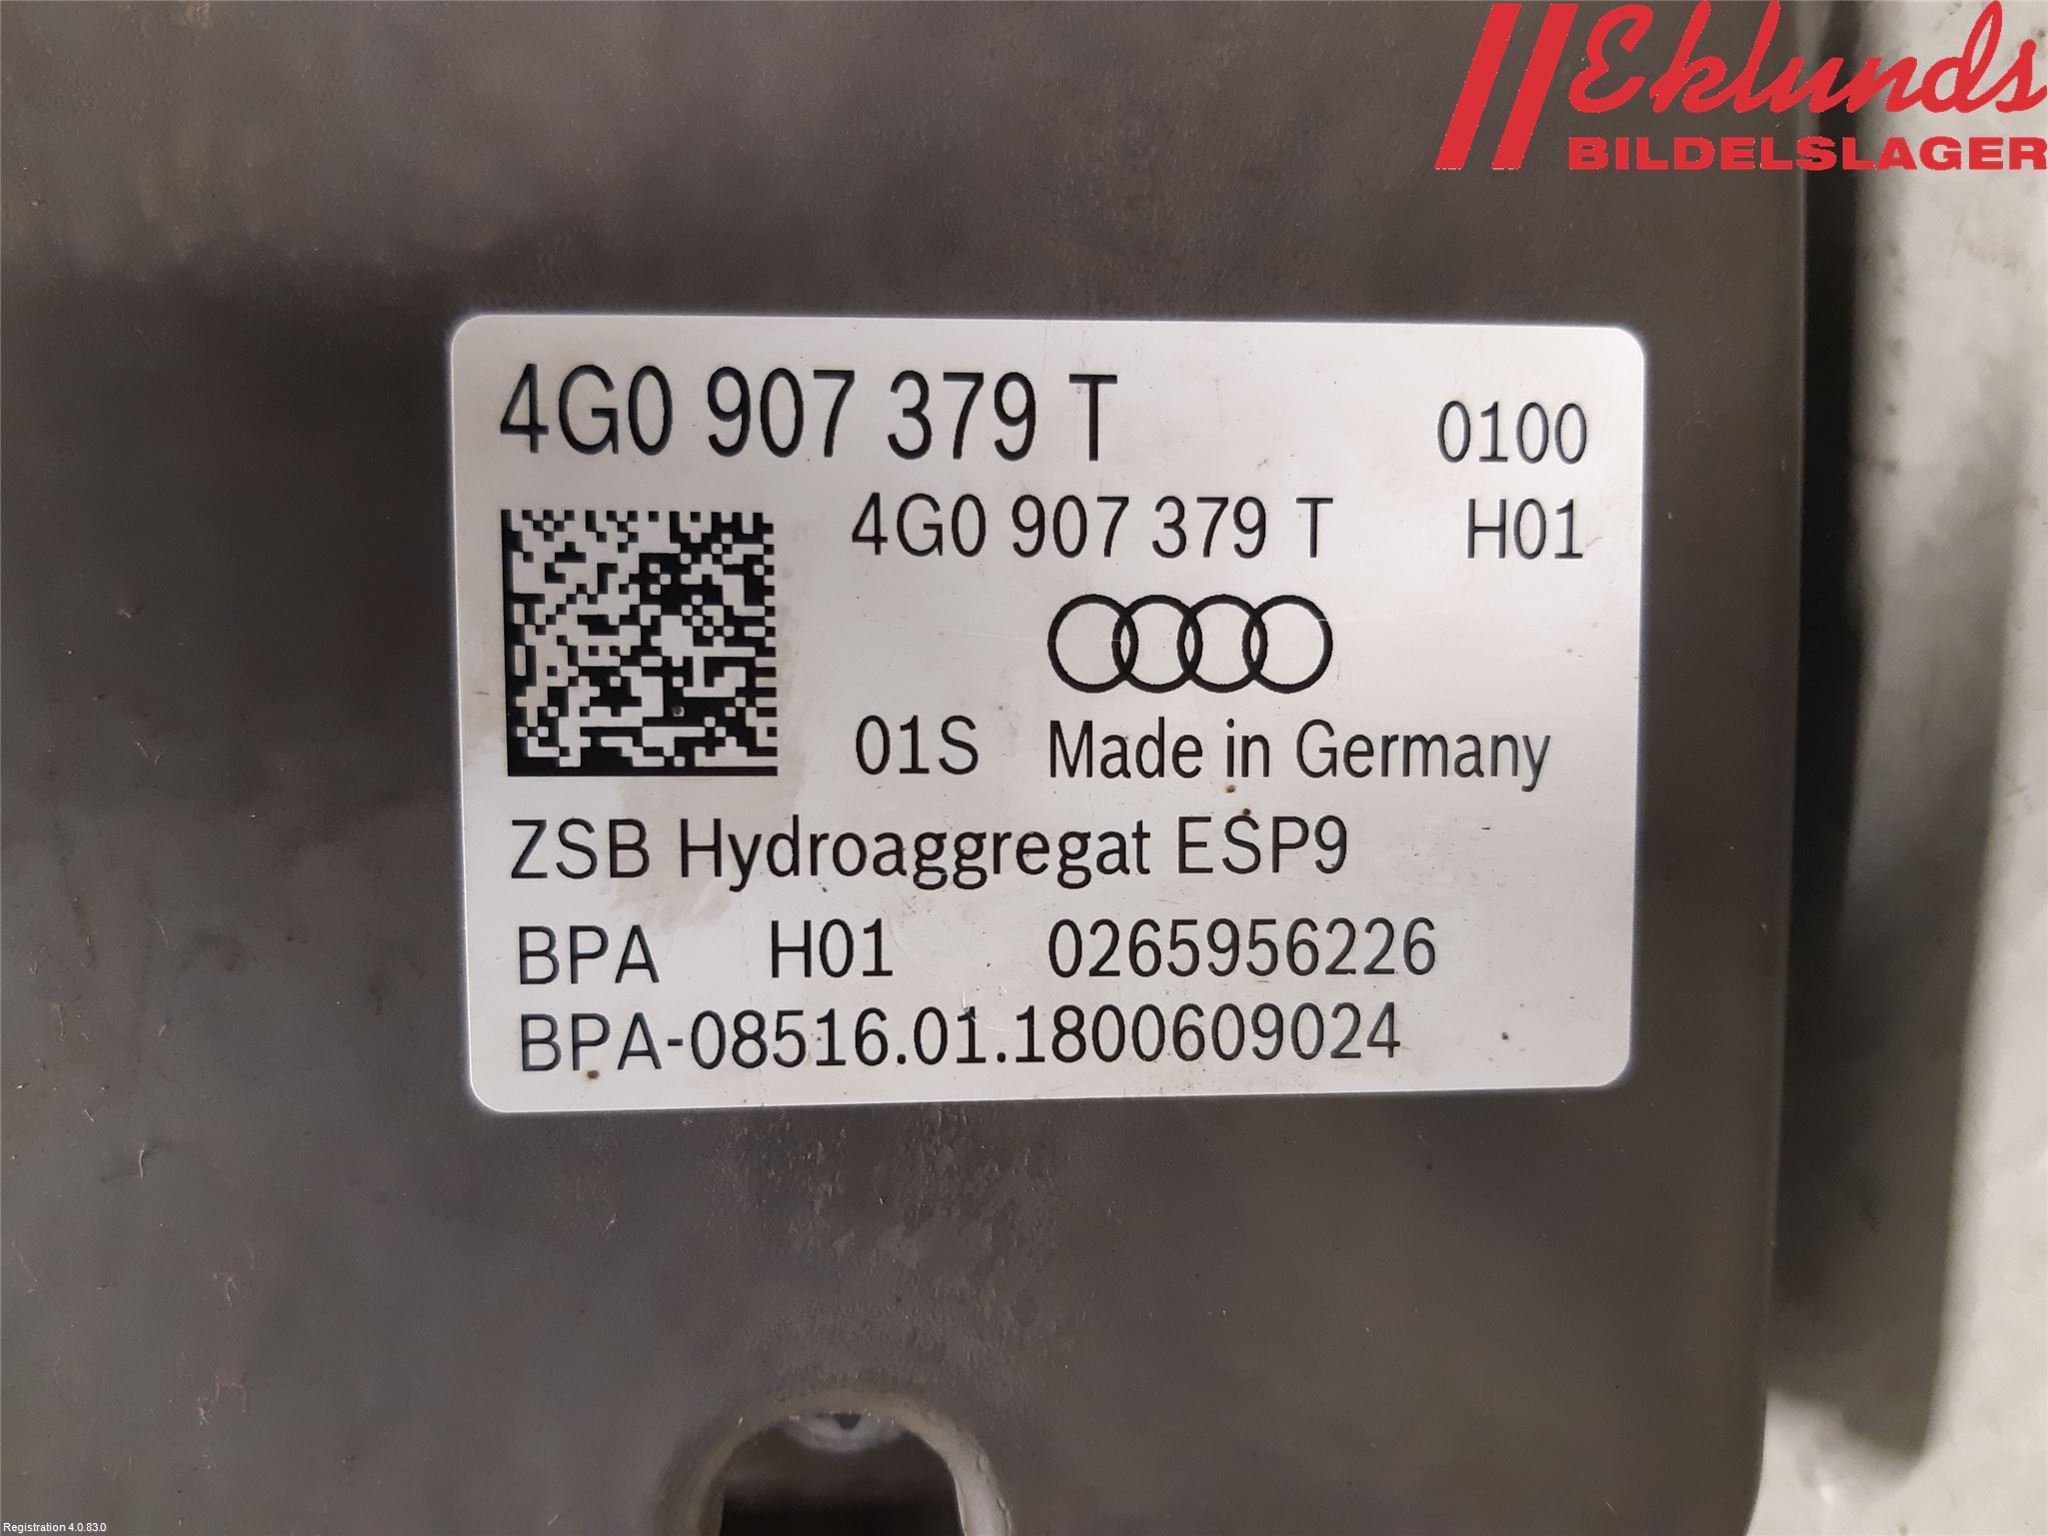 Eklunds
BILDELSLAGER
4G0 907 379 T 0100
4G0 907 379 T H01
01S Made in Germany
ZSB Hydroaggregat ESP9
BPA H01 0265956226
BPA-08516.01.1800609024
Registration 4.0.83.0